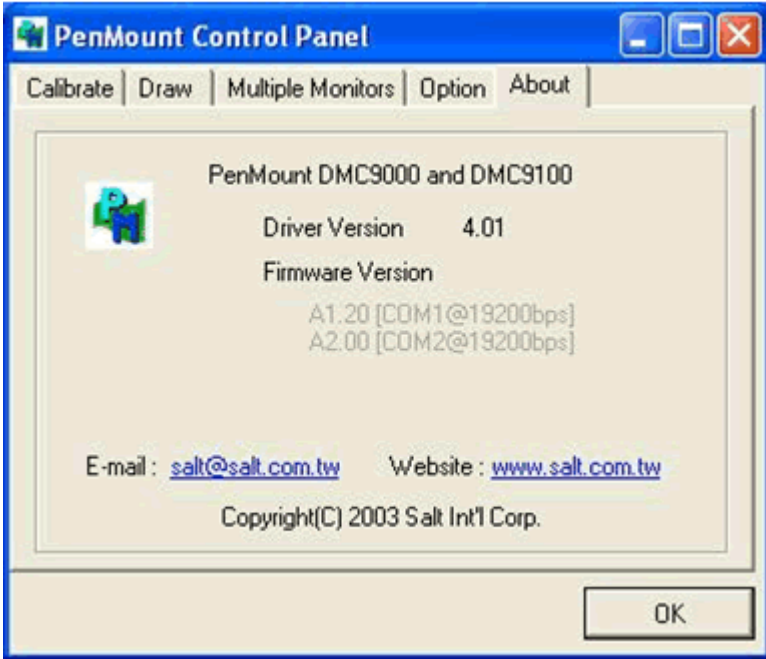 PenMount Control Panel
Calibrate Draw Multiple Monitors Option About
PenMount DMC9000 and DMC9100
PM
Driver Version 4.01
Firmware Version
A1.20 [COM1@19200bps]
A2.00 [COM2@19200bps]
E-mail : salt@salt.com.tw Website : www.salt.com.tw
Copyright(C) 2003 Salt Int'l Corp.
OK